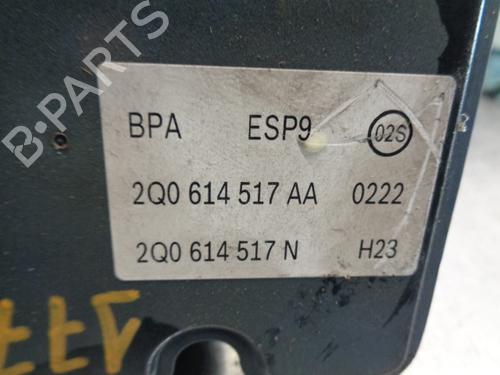 BPA ESP9 02S
2Q0 614 517 AA 0222
2Q0 614 517 N H23
B-PARTS